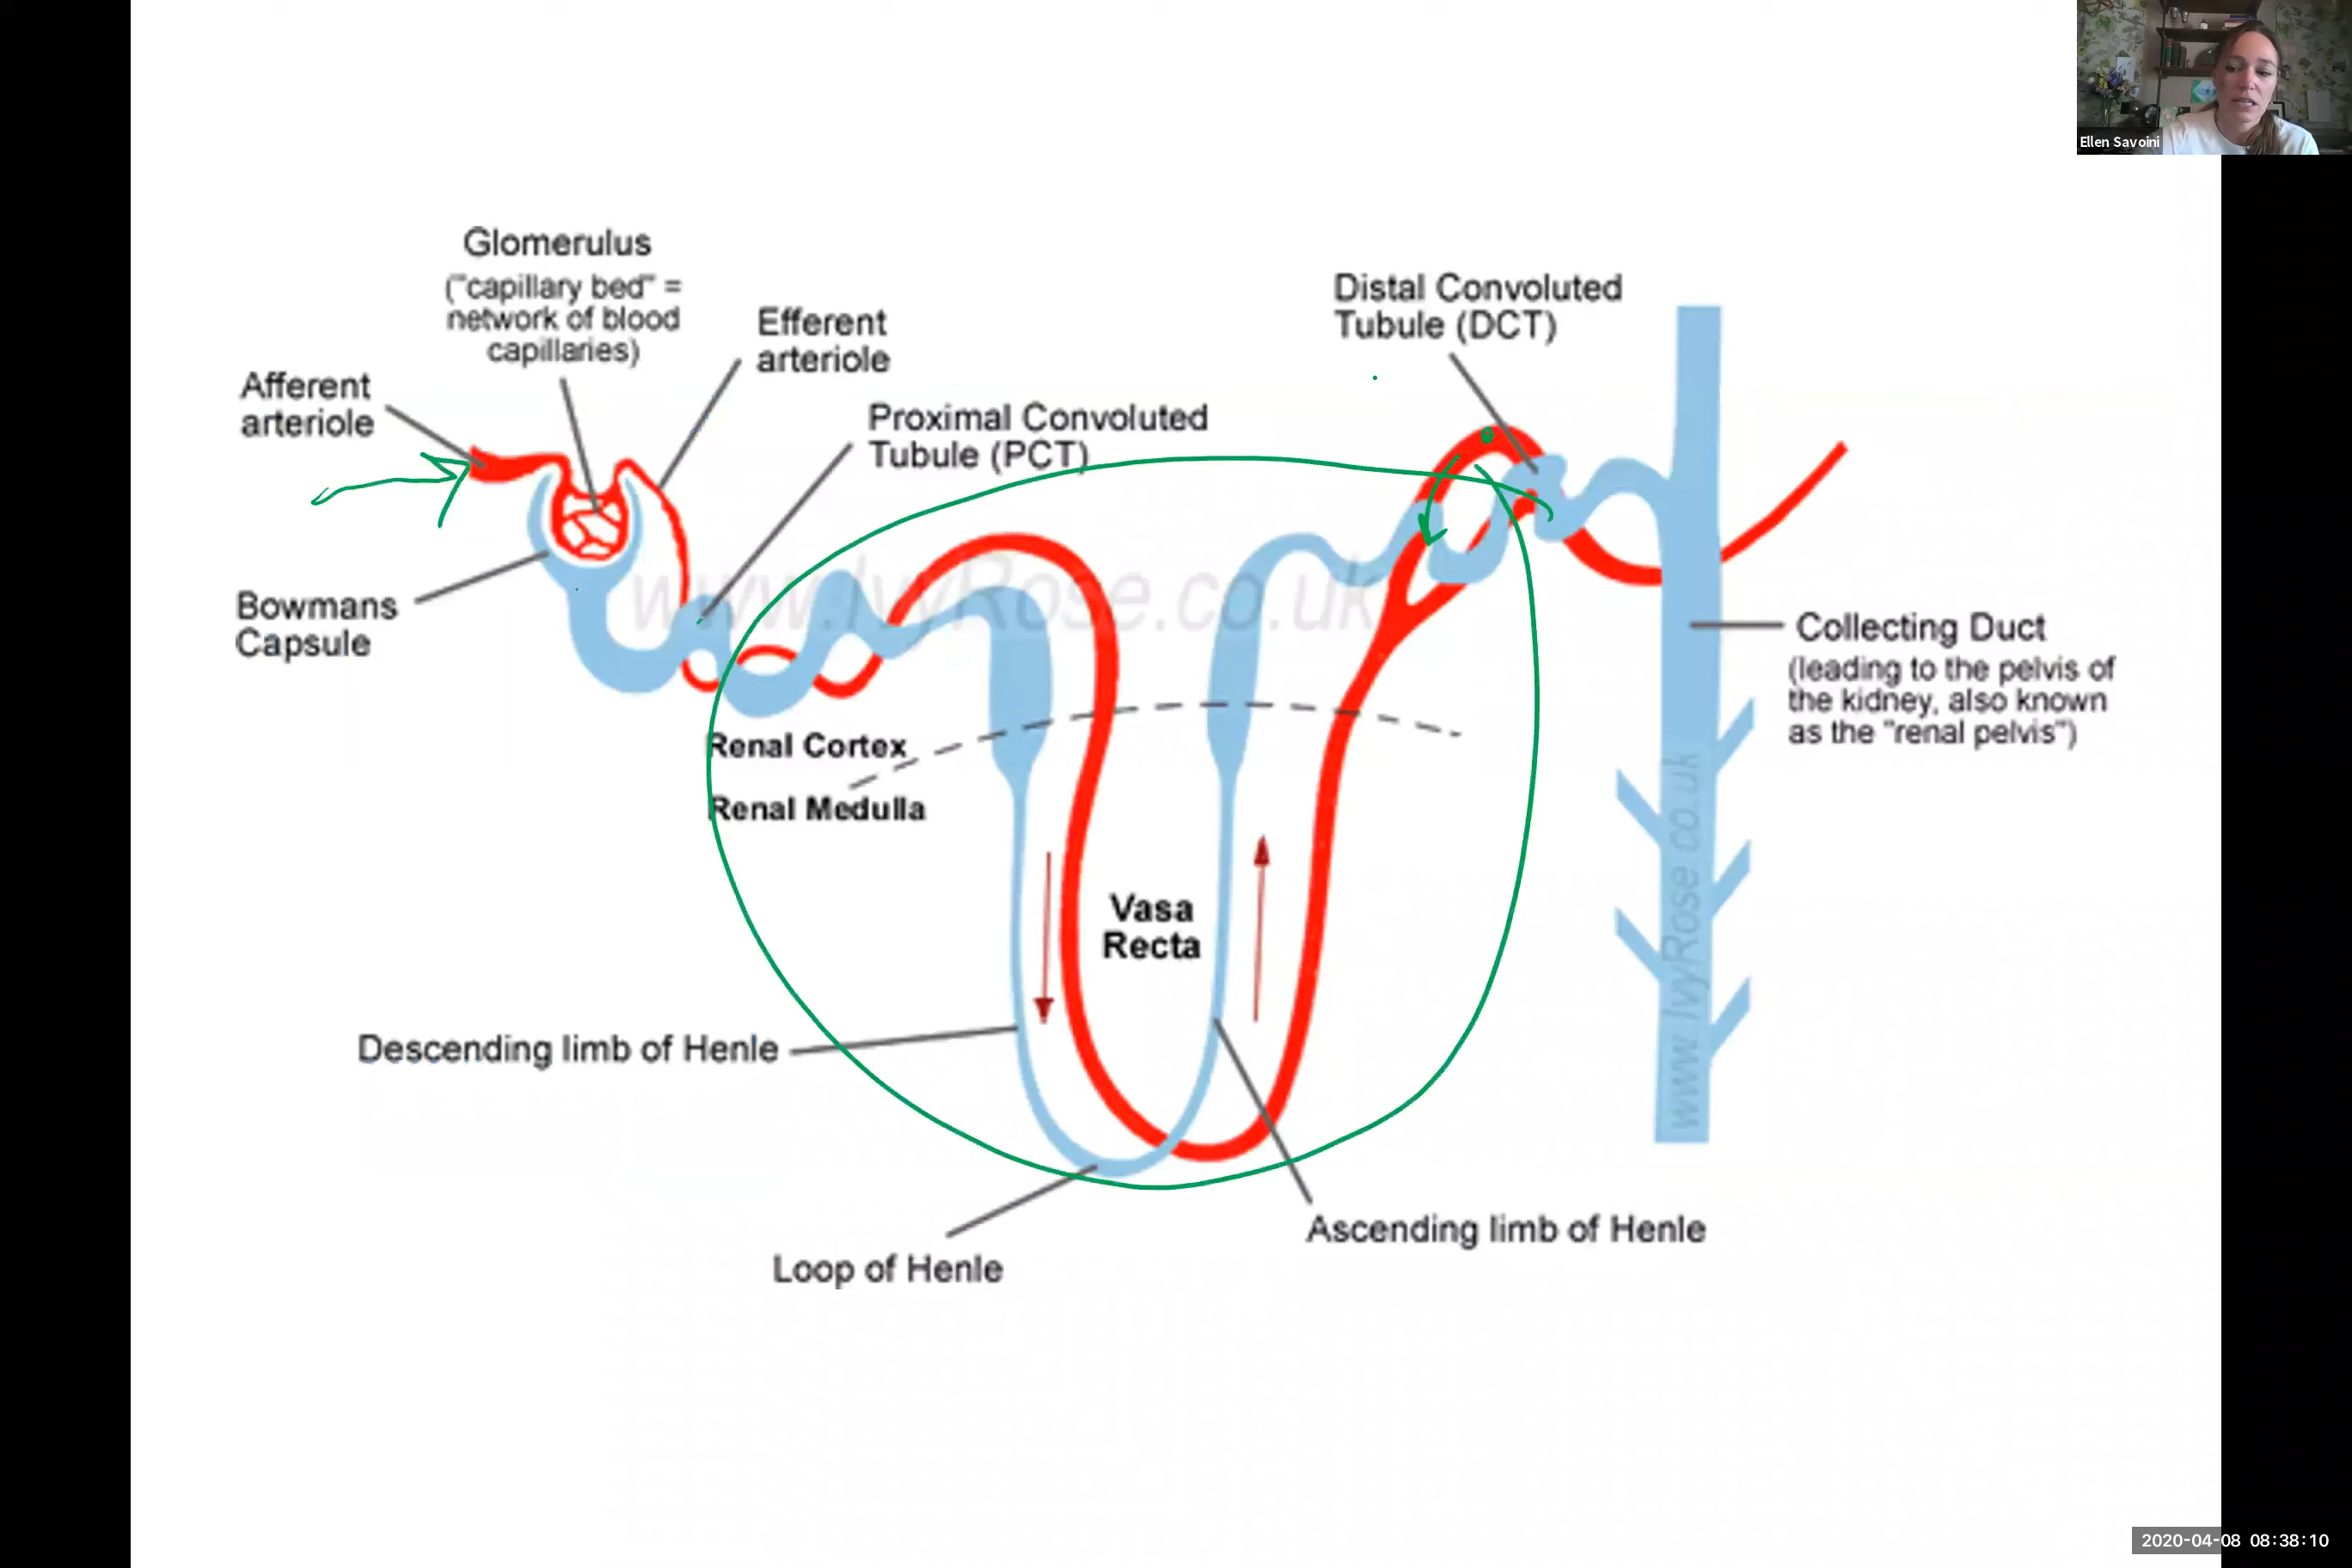 Ellen Savoini
Glomerulus
("capillary bed" =
network of blood
capillaries)
Efferent
arteriole
Afferent
arteriole
Proximal Convoluted
Tubule (PCT)
Distal Convoluted
Tubule (DCT)
Bowmans
Capsule
www.IvyRose.co.uk
Collecting Duct
(leading to the pelvis of
the kidney, also known
as the "renal pelvis")
Renal Cortex
Renal Medulla
Vasa
Recta
www.IvyRose.co.uk
Descending limb of Henle
Ascending limb of Henle
Loop of Henle
2020-04-08 08:38:10